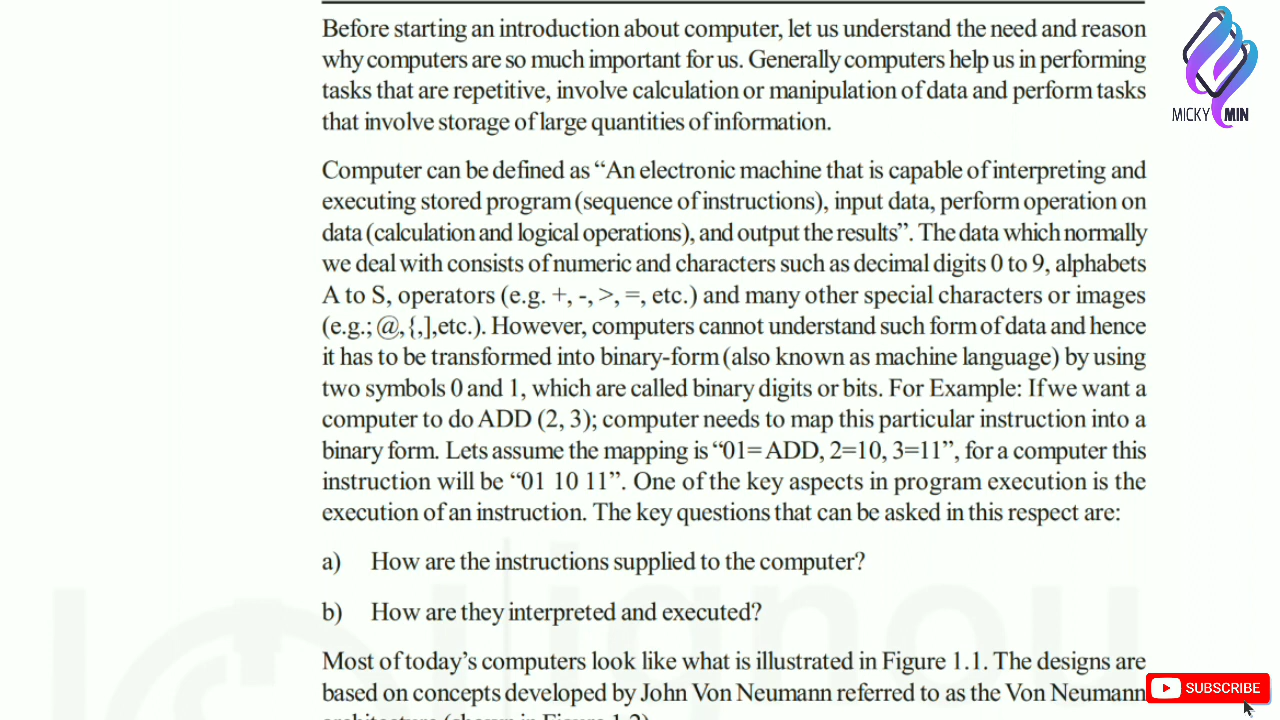 Before starting an introduction about computer, let us understand the need and reason
why computers are so much important for us. Generally computers help us in performing
tasks that are repetitive, involve calculation or manipulation of data and perform tasks
that involve storage of large quantities of information.
MICKY MIN
Computer can be defined as “An electronic machine that is capable of interpreting and
executing stored program (sequence of instructions), input data, perform operation on
data (calculation and logical operations), and output the results”. The data which normally
we deal with consists of numeric and characters such as decimal digits 0 to 9, alphabets
A to S, operators (e.g. +, -, >, =, etc.) and many other special characters or images
(e.g.; @, {,],etc.). However, computers cannot understand such form of data and hence
it has to be transformed into binary-form (also known as machine language) by using
two symbols 0 and 1, which are called binary digits or bits. For Example: If we want a
computer to do ADD (2, 3); computer needs to map this particular instruction into a
binary form. Lets assume the mapping is “01= ADD, 2=10, 3=11”, for a computer this
instruction will be “01 10 11”. One of the key aspects in program execution is the
execution of an instruction. The key questions that can be asked in this respect are:
a) How are the instructions supplied to the computer?
b) How are they interpreted and executed?
ignou
Most of today’s computers look like what is illustrated in Figure 1.1. The designs are
based on concepts developed by John Von Neumann referred to as the Von Neumann
SUBSCRIBE